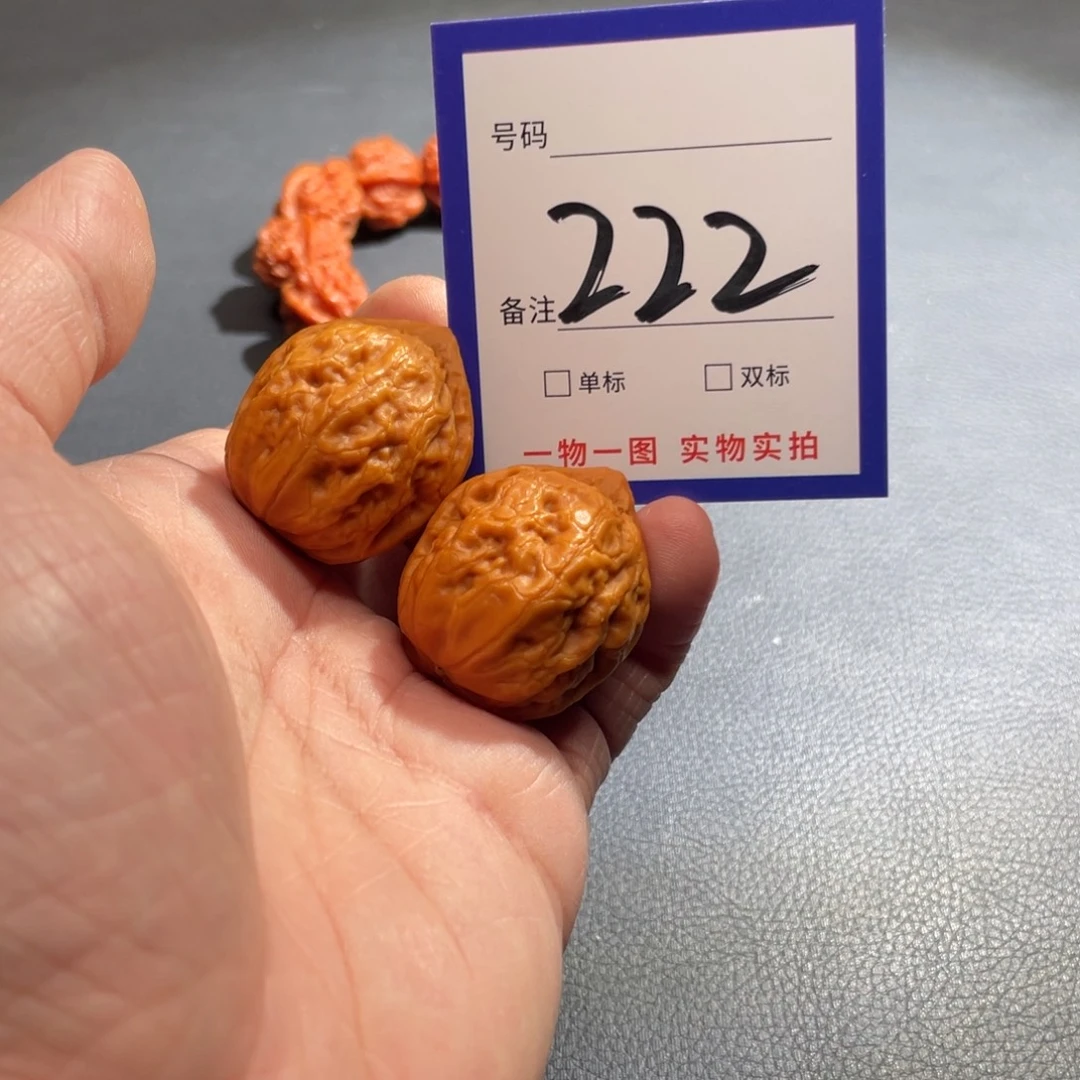 号码
222
备注
□单标 □双标
一物一图 实物实拍